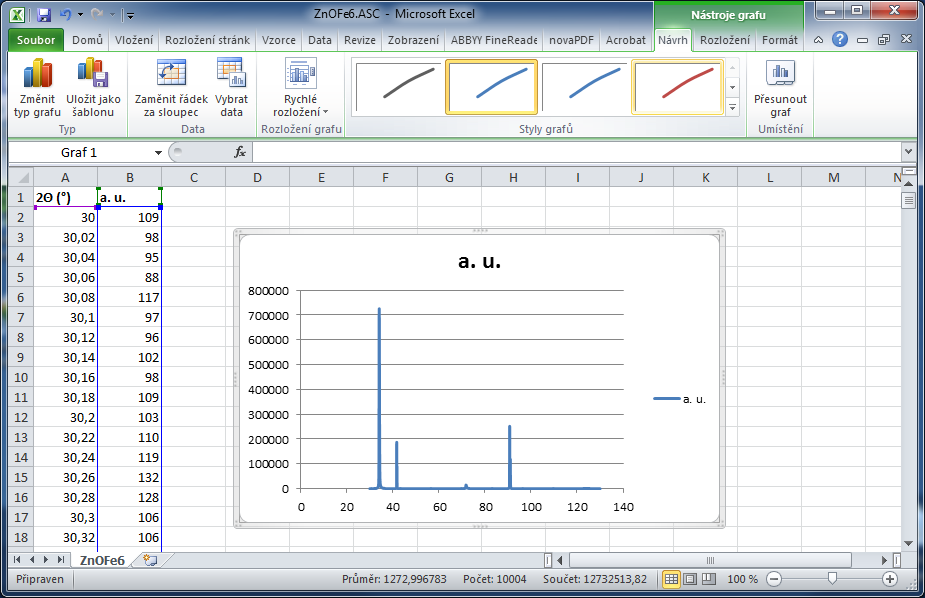 ZnOFe6.ASC - Microsoft Excel
Nástroje grafu
Soubor Domů Vložení Rozložení stránk Vzorce Data Revize Zobrazení ABBYY FineReade novaPDF Acrobat Návrh Rozložení Formát
Změnit typ grafu
Uložit jako šablonu
Zaměnit řádek za sloupec
Vybrat data
Rychlé rozložení
Přesunout graf
Typ Data Rozložení grafu Styly grafů Umístění
Graf 1 fx
A B C D E F G H I J K L M N
1 2Θ (°) a. u.
2 30 109
3 30,02 98
4 30,04 95
5 30,06 88
6 30,08 117
7 30,1 97
8 30,12 96
9 30,14 102
10 30,16 98
11 30,18 109
12 30,2 103
13 30,22 110
14 30,24 119
15 30,26 132
16 30,28 128
17 30,3 106
18 30,32 106
a. u.
800000
700000
600000
500000
400000
300000
200000
100000
0
0 20 40 60 80 100 120 140
a. u.
ZnOFe6
Připraven Průměr: 1272,996783 Počet: 10004 Součet: 12732513,82 100 %